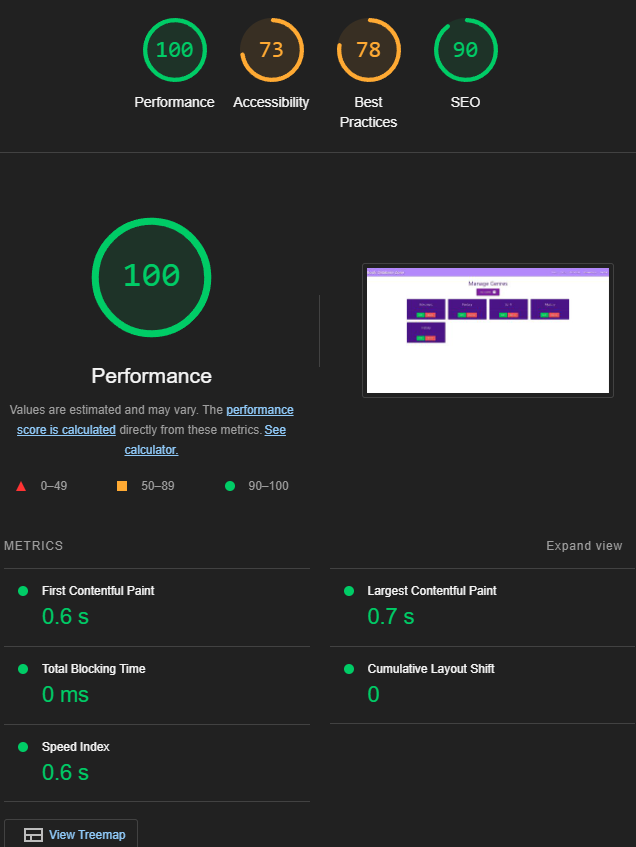 100
73
78
90
Performance
Accessibility
Best
Practices
SEO
100
Manage Genres
Performance
Values are estimated and may vary. The performance
score is calculated directly from these metrics. See
calculator.
0–49
50–89
90–100
METRICS
Expand view
First Contentful Paint
0.6 s
Largest Contentful Paint
0.7 s
Total Blocking Time
0 ms
Cumulative Layout Shift
0
Speed Index
0.6 s
View Treemap